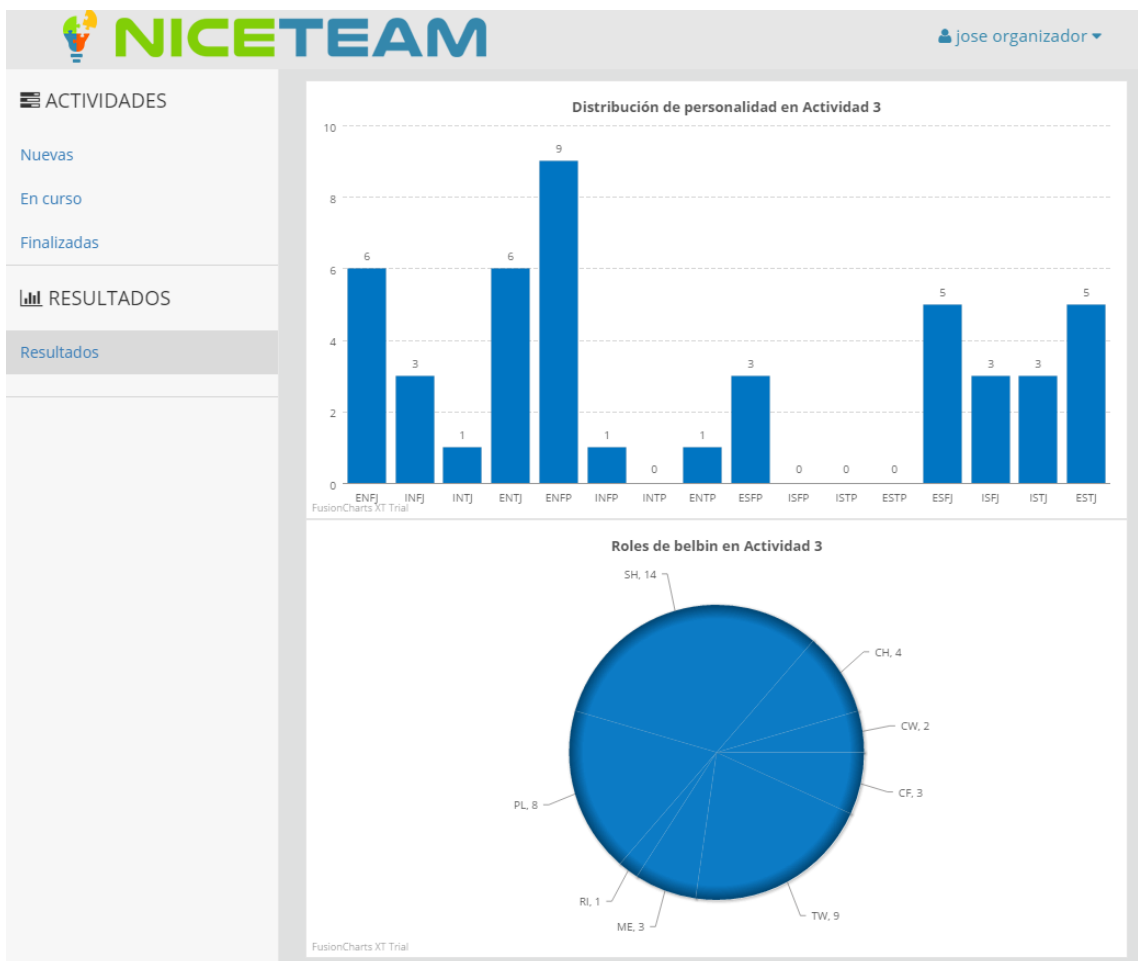 NICETEAM
jose organizador
ACTIVIDADES
Nuevas
En curso
Finalizadas
RESULTADOS
Resultados
Distribución de personalidad en Actividad 3
10
8
6
4
2
0
6 3 1 6 9 1 0 1 3 0 0 0 5 3 3 5
ENFJ INFJ INTJ ENTJ ENFP INFP INTP ENTP ESFP ISFP ISTP ESTP ESFJ ISFJ ISTJ ESTJ
FusionCharts XT Trial
Roles de belbin en Actividad 3
SH, 14
CH, 4
CW, 2
CF, 3
PL, 8
RI, 1
TW, 9
ME, 3
FusionCharts XT Trial